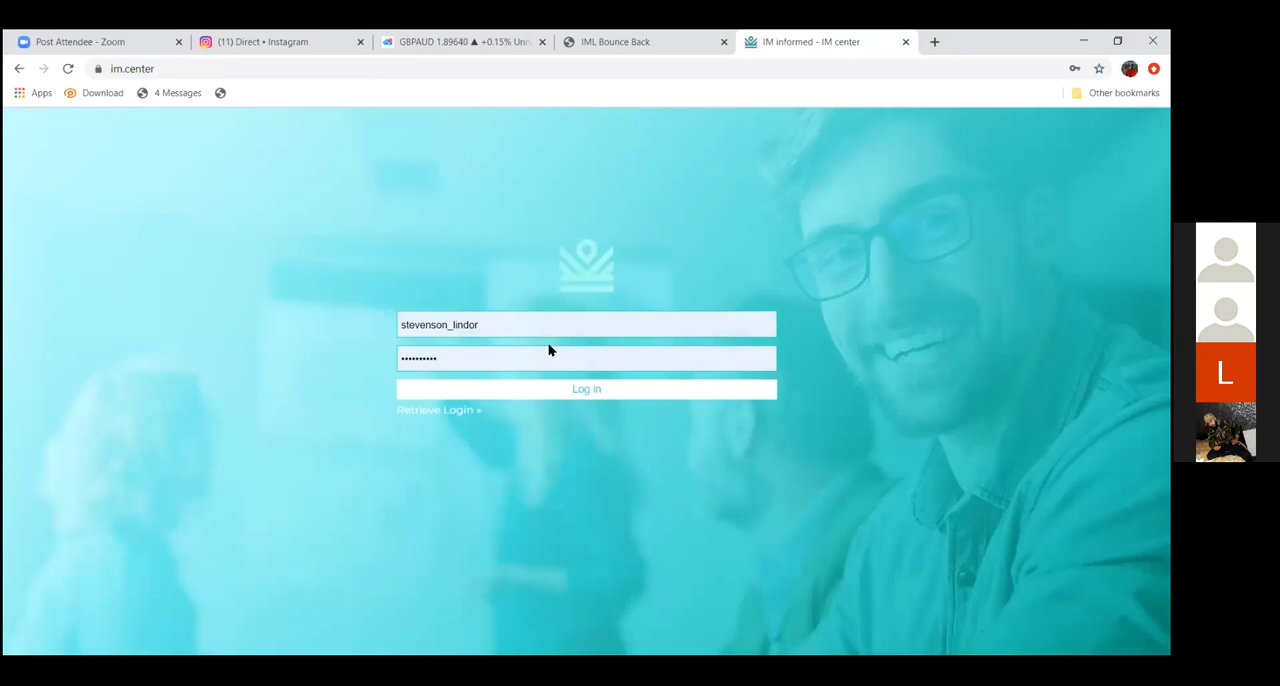 Post Attendee - Zoom
(11) Direct • Instagram
GBPAUD 1.89640 ▲ +0.15% Unn
IML Bounce Back
IM informed - IM center
im.center
Apps
Download
4 Messages
Other bookmarks
stevenson_lindor
••••••••••
Log in
Retrieve Login »
L